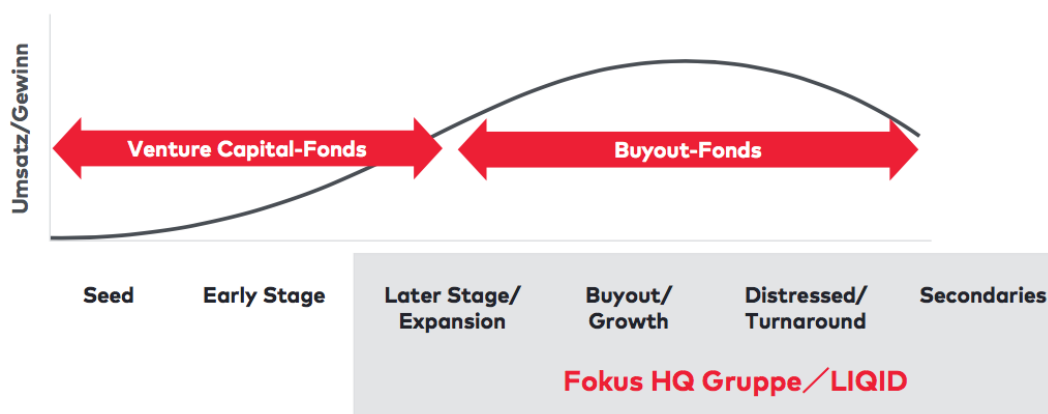 Umsatz/Gewinn
Venture Capital-Fonds
Buyout-Fonds
Seed
Early Stage
Later Stage/
Expansion
Buyout/
Growth
Distressed/
Turnaround
Secondaries
Fokus HQ Gruppe/LIQID